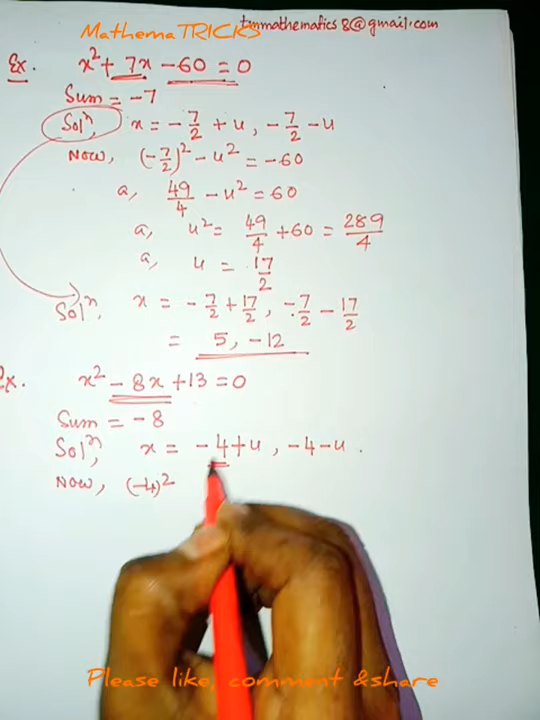 MathemaTRICKS tmmathematics8@gmail.com
Ex. x² + 7x - 60 = 0
Sum = -7
Solⁿ, x = -7/2 + u, -7/2 - u
Now, (-7/2)² - u² = -60
a, 49/4 - u² = 60
a, u² = 49/4 + 60 = 289/4
a, u = 17/2
Solⁿ, x = -7/2 + 17/2, -7/2 - 17/2
= 5, -12
Ex. x² - 8x + 13 = 0
Sum = -8
Solⁿ, x = -4 + u, -4 - u.
Now, (-4)²
Please like, comment &share